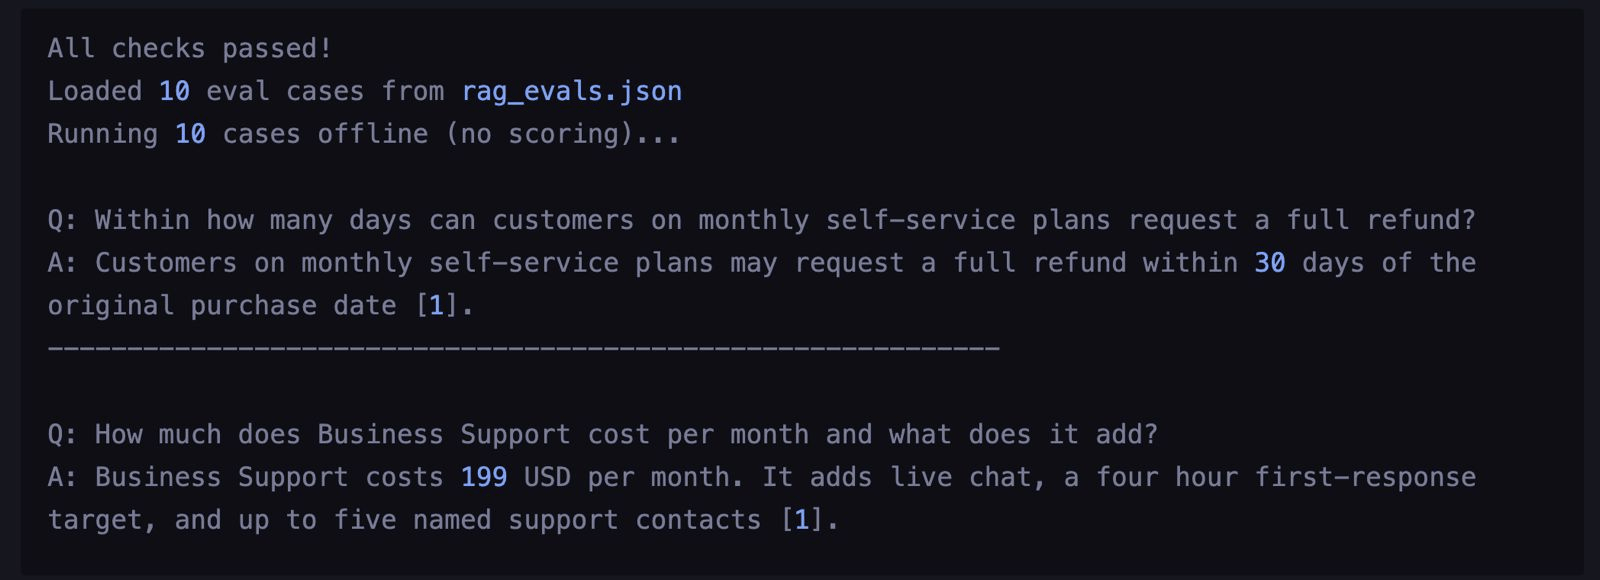 All checks passed!
Loaded 10 eval cases from rag_evals.json
Running 10 cases offline (no scoring)...
Q: Within how many days can customers on monthly self-service plans request a full refund?
A: Customers on monthly self-service plans may request a full refund within 30 days of the
original purchase date [1].
------------------------------------------------------------
Q: How much does Business Support cost per month and what does it add?
A: Business Support costs 199 USD per month. It adds live chat, a four hour first-response
target, and up to five named support contacts [1].